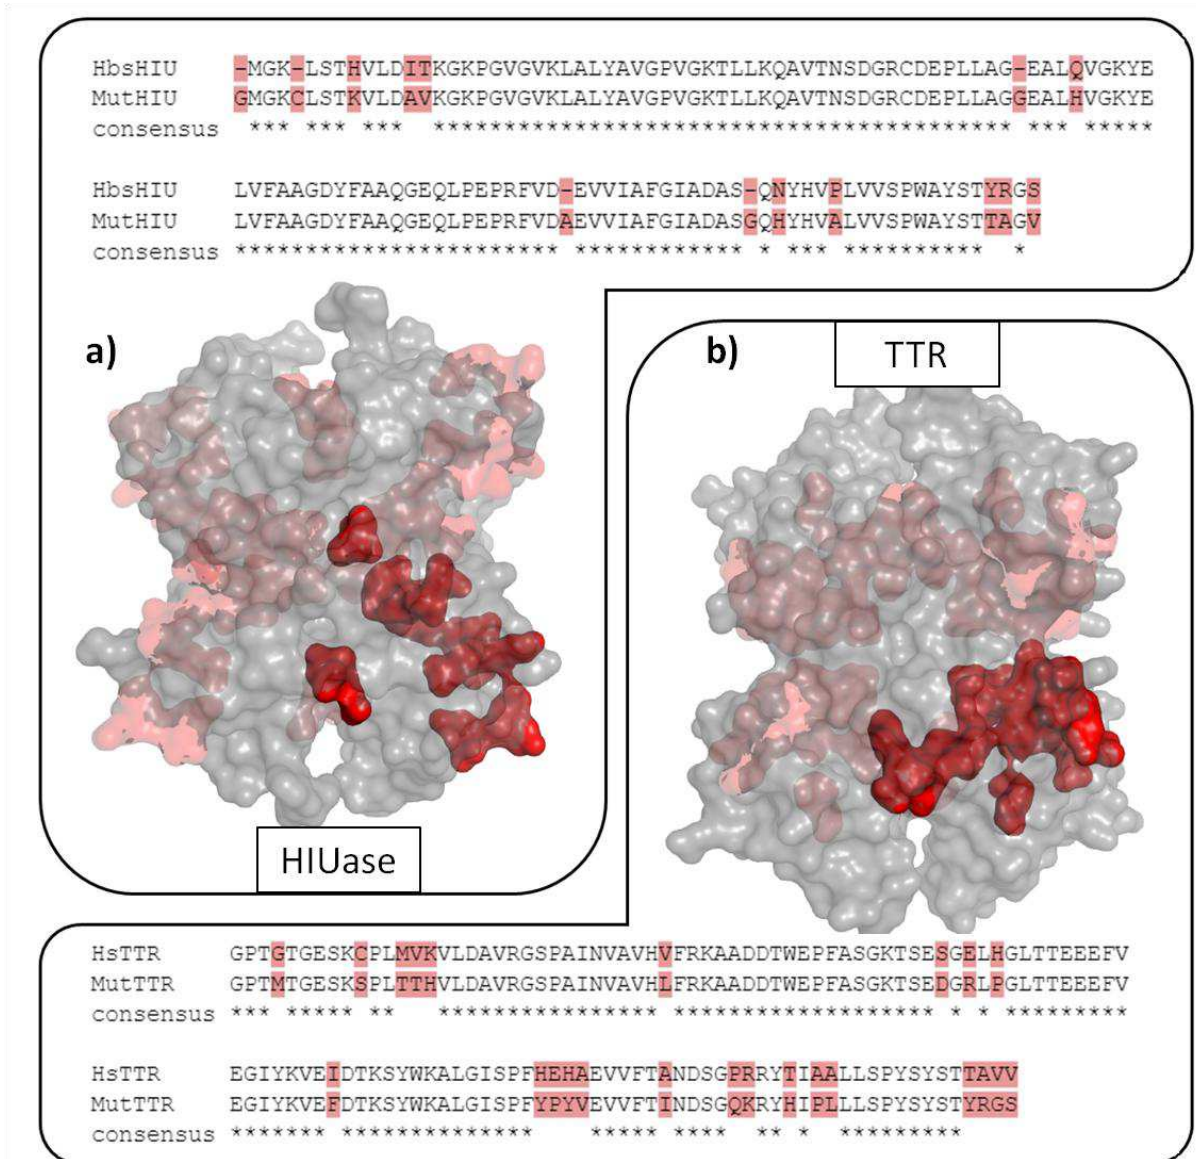 HbsHIU -MGK-LSTHVLDITKGKPGVGVKLALYAVGPVGKTLLKQAVTNSDGRCDEPLLAG-EALQVGKYE
MutHIU GMGKCLSTKVLDAVKGKPGVGVKLALYAVGPVGKTLLKQAVTNSDGRCDEPLLAGGEALHVGKYE
consensus  *** *** ***  ***************************************** *** *****
HbsHIU LVFAAGDYFAAQGEQLPEPRFVD-EVVIAFGIADAS-QNYHVPLVVSPWAYSTYRGS
MutHIU LVFAAGDYFAAQGEQLPEPRFVDAEVVIAFGIADASGQHYHVALVVSPWAYSTTAGV
consensus *********************** ************ * *** **********  *
a)
HIUase
b)
TTR
HsTTR GPTGTGESKCPLMVKVLDAVRGSPAINVAVHVFRKAADDTWEPFASGKTSESGELHGLTTEEEFV
MutTTR GPTMTGESKSPLTTHVLDAVRGSPAINVAVHLFRKAADDTWEPFASGKTSEDGRLPGLTTEEEFV
consensus *** ***** **   **************** ******************* * * *********
HsTTR EGIYKVEIDTKSYWKALGISPFHEHAEVVFTANDSGPRRYTIAALLSPYSYSTTAVV
MutTTR EGIYKVEFDTKSYWKALGISPFYPYVEVVFTINDSGQKRYHIPLLLSPYSYSTYRGS
consensus ******* **************    ***** ****  ** *  *********